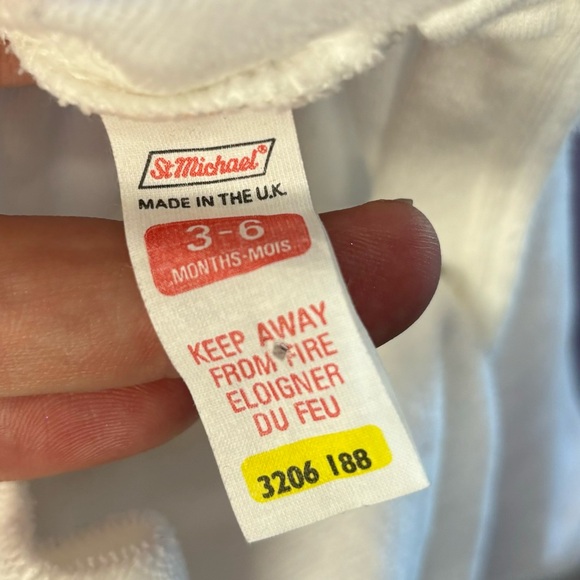 St Michael®
MADE IN THE U.K.
3-6
MONTHS-MOIS
KEEP AWAY
FROM FIRE
ELOIGNER
DU FEU
3206 188